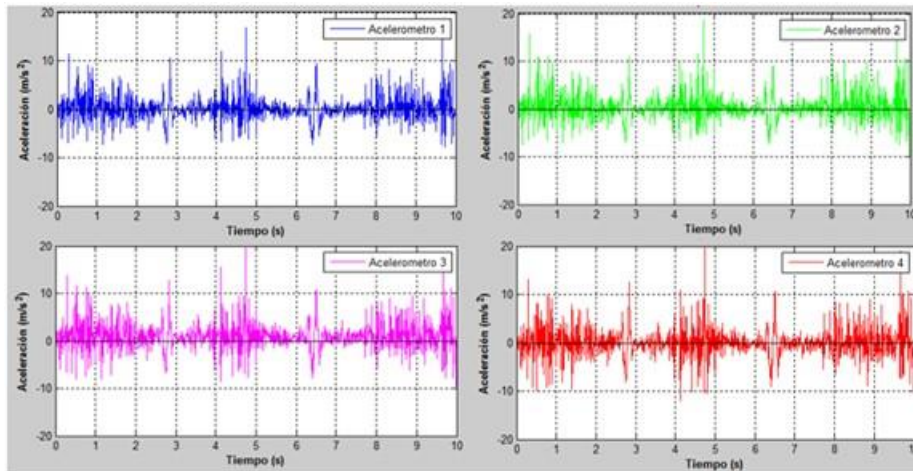 20
10
0
-10
-20
Aceleración (m/s²)
Acelerometro 1
0 1 2 3 4 5 6 7 8 9 10
Tiempo (s)
20
10
0
-10
-20
Aceleración (m/s²)
Acelerometro 2
0 1 2 3 4 5 6 7 8 9 10
Tiempo (s)
20
10
0
-10
-20
Aceleración (m/s²)
Acelerometro 3
0 1 2 3 4 5 6 7 8 9 10
Tiempo (s)
20
10
0
-10
-20
Aceleración (m/s²)
Acelerometro 4
0 1 2 3 4 5 6 7 8 9 1
Tiempo (s)